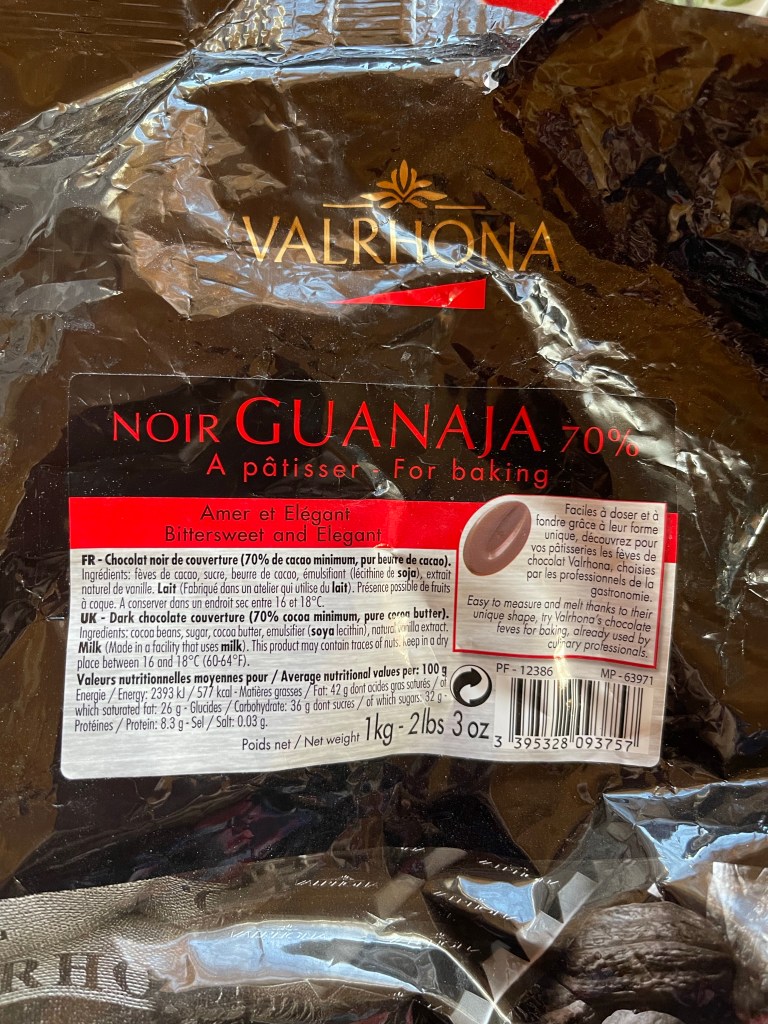 VALRHONA
NOIR GUANAJA 70%
A pâtisser - For baking
Amer et Elégant
Bittersweet and Elegant
FR - Chocolat noir de couverture (70% de cacao minimum, pur beurre de cacao).
Ingrédients: fèves de cacao, sucre, beurre de cacao, émulsifiant (lécithine de soja), extrait
naturel de vanille. Lait (Fabriqué dans un atelier qui utilise du lait). Présence possible de fruits
à coque. A conserver dans un endroit sec entre 16 et 18°C.
UK - Dark chocolate couverture (70% cocoa minimum, pure cocoa butter).
Ingredients: cocoa beans, sugar, cocoa butter, emulsifier (soya lecithin), natural vanilla extract.
Milk (Made in a facility that uses milk). This product may contain traces of nuts. Keep in a dry
place between 16 and 18°C (60-64°F).
Valeurs nutritionnelles moyennes pour / Average nutritional values per: 100 g
Energie / Energy: 2393 kJ / 577 kcal - Matières grasses / Fat: 42 g dont acides gras saturés / of
which saturated fat: 26 g - Glucides / Carbohydrate: 36 g dont sucres / of which sugars: 32 g -
Protéines / Protein: 8.3 g - Sel / Salt: 0.03 g.
Poids net / Net weight 1kg - 2lbs 3 oz
Faciles à doser et à
fondre grâce à leur forme
unique, découvrez pour
vos pâtisseries les fèves de
chocolat Valrhona, choisies
par les professionnels de la
gastronomie.
Easy to measure and melt thanks to their
unique shape, try Valrhona's chocolate
feves for baking, already used by
culinary professionals.
PF - 12386 MP - 63971
3 395328 093757
RHO
VALRHONA
VALRHONA